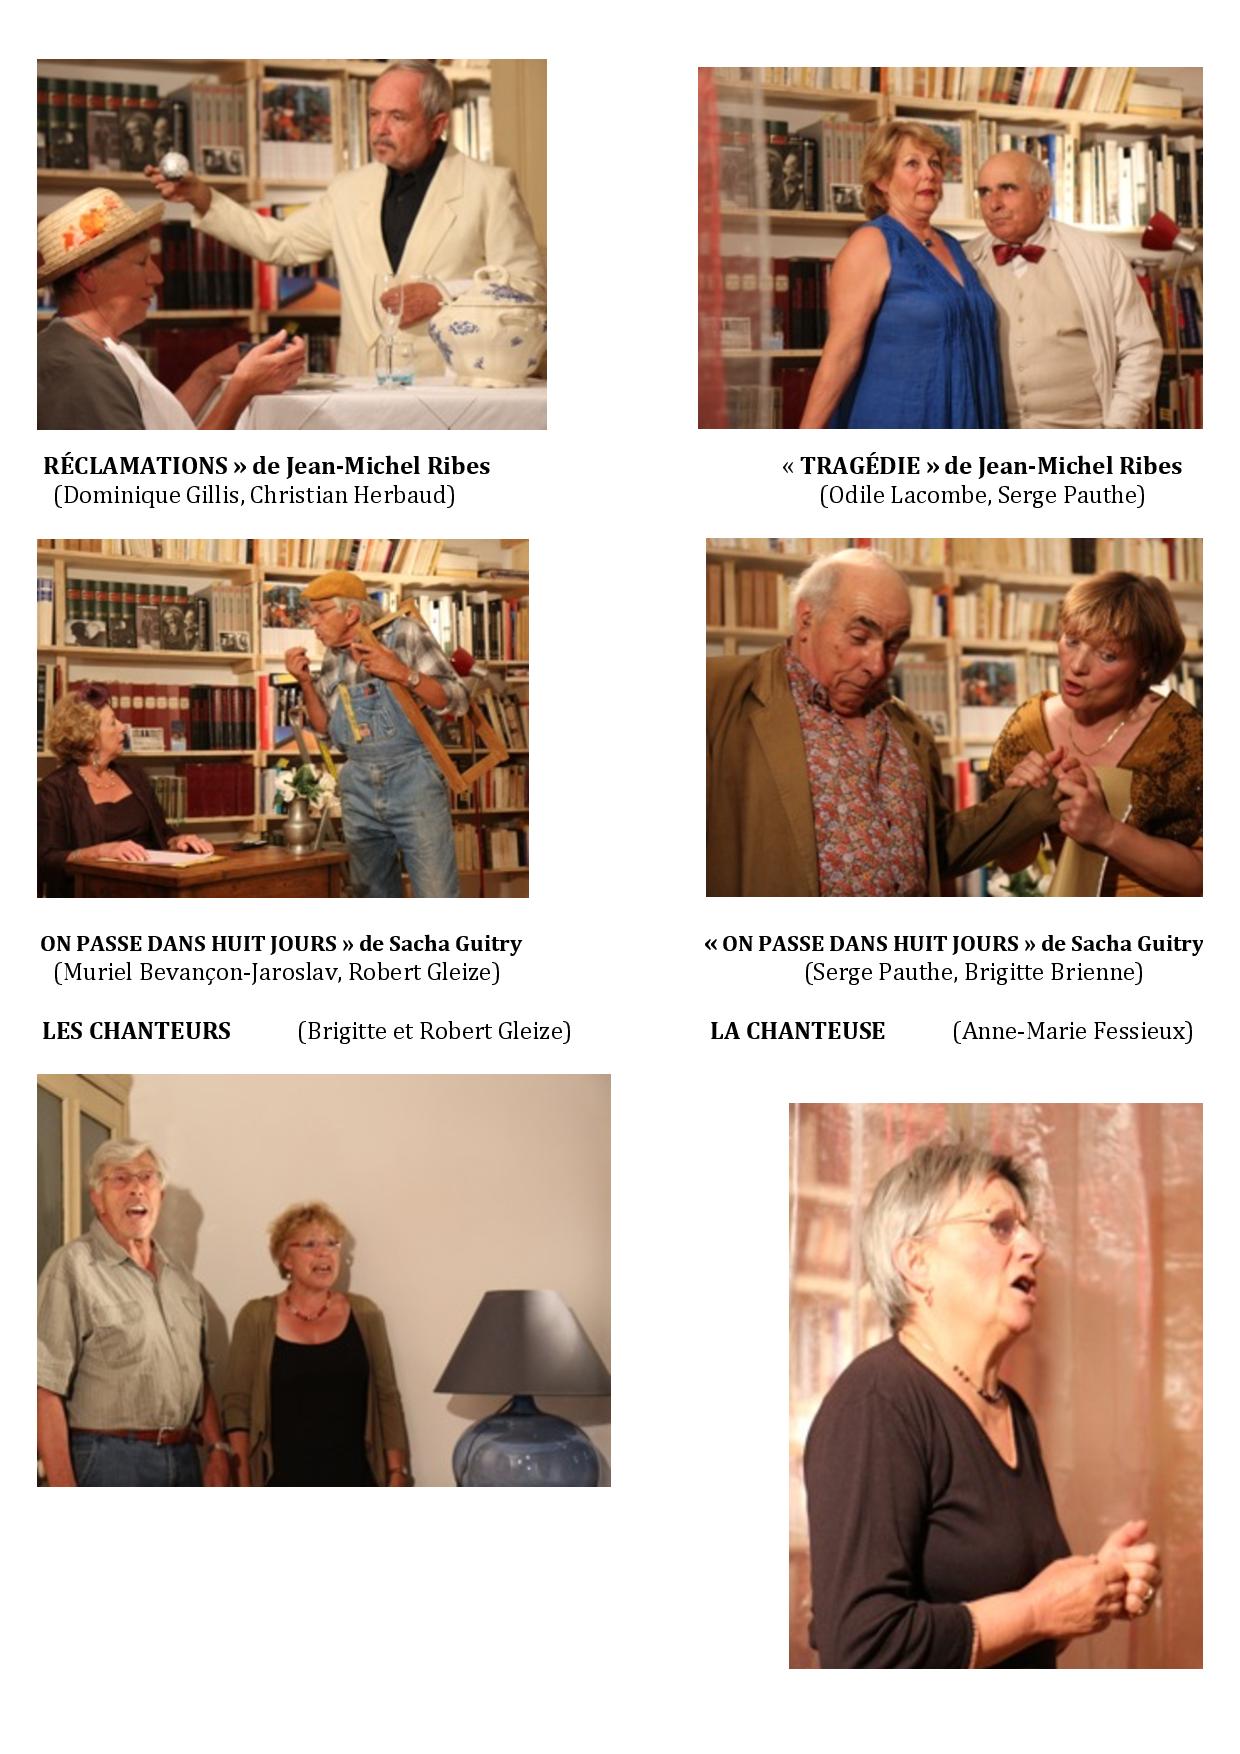 RÉCLAMATIONS » de Jean-Michel Ribes
(Dominique Gillis, Christian Herbaud)
« TRAGÉDIE » de Jean-Michel Ribes
(Odile Lacombe, Serge Pauthe)
ON PASSE DANS HUIT JOURS » de Sacha Guitry
(Muriel Bevançon-Jaroslav, Robert Gleize)
« ON PASSE DANS HUIT JOURS » de Sacha Guitry
(Serge Pauthe, Brigitte Brienne)
LES CHANTEURS (Brigitte et Robert Gleize)
LA CHANTEUSE (Anne-Marie Fessieux)